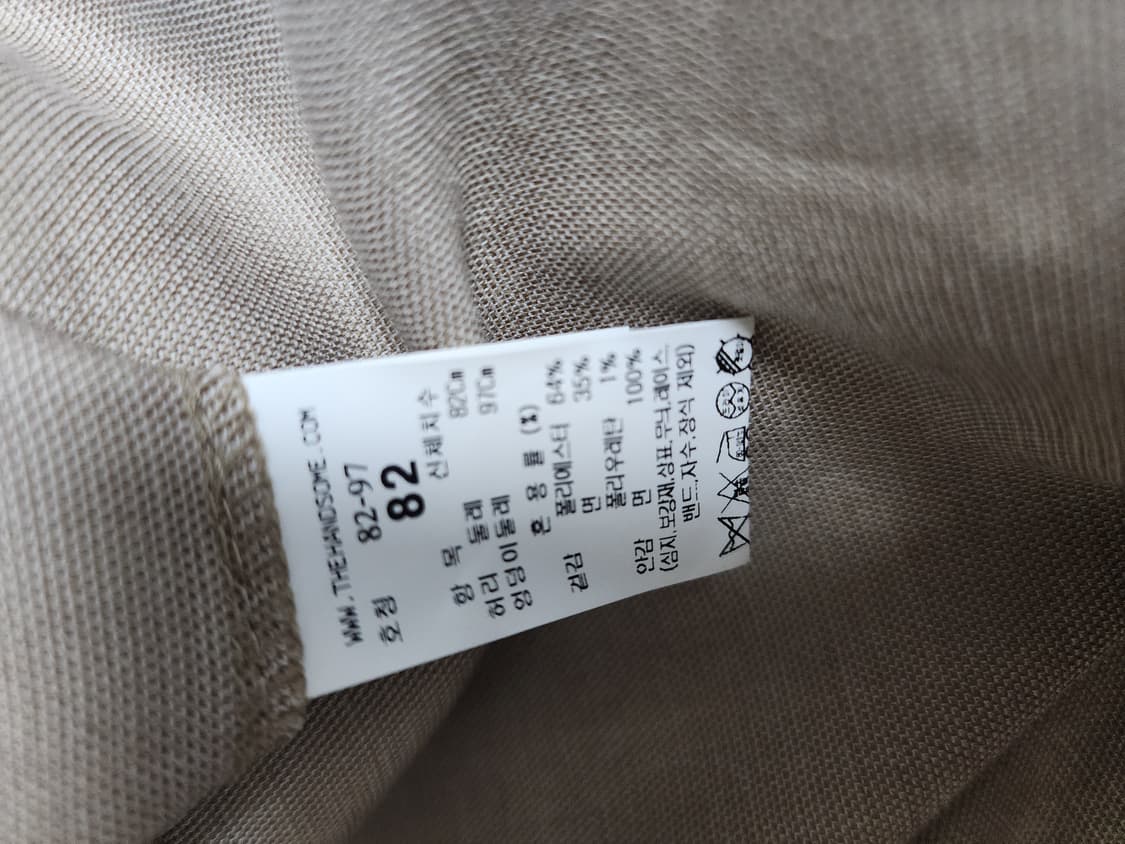 WWW.THEHANDSOME.COM
호칭 82-97
82
항 목 신체치수
허리 둘레 82Cm
엉덩이둘레 97Cm
혼 용 률 (%)
겉감 폴리에스터 64%
면 35%
폴리우레탄 1%
안감 면 100%
(심지,보강재,상표,무늬,레이스
밴드,자수,장식 제외)